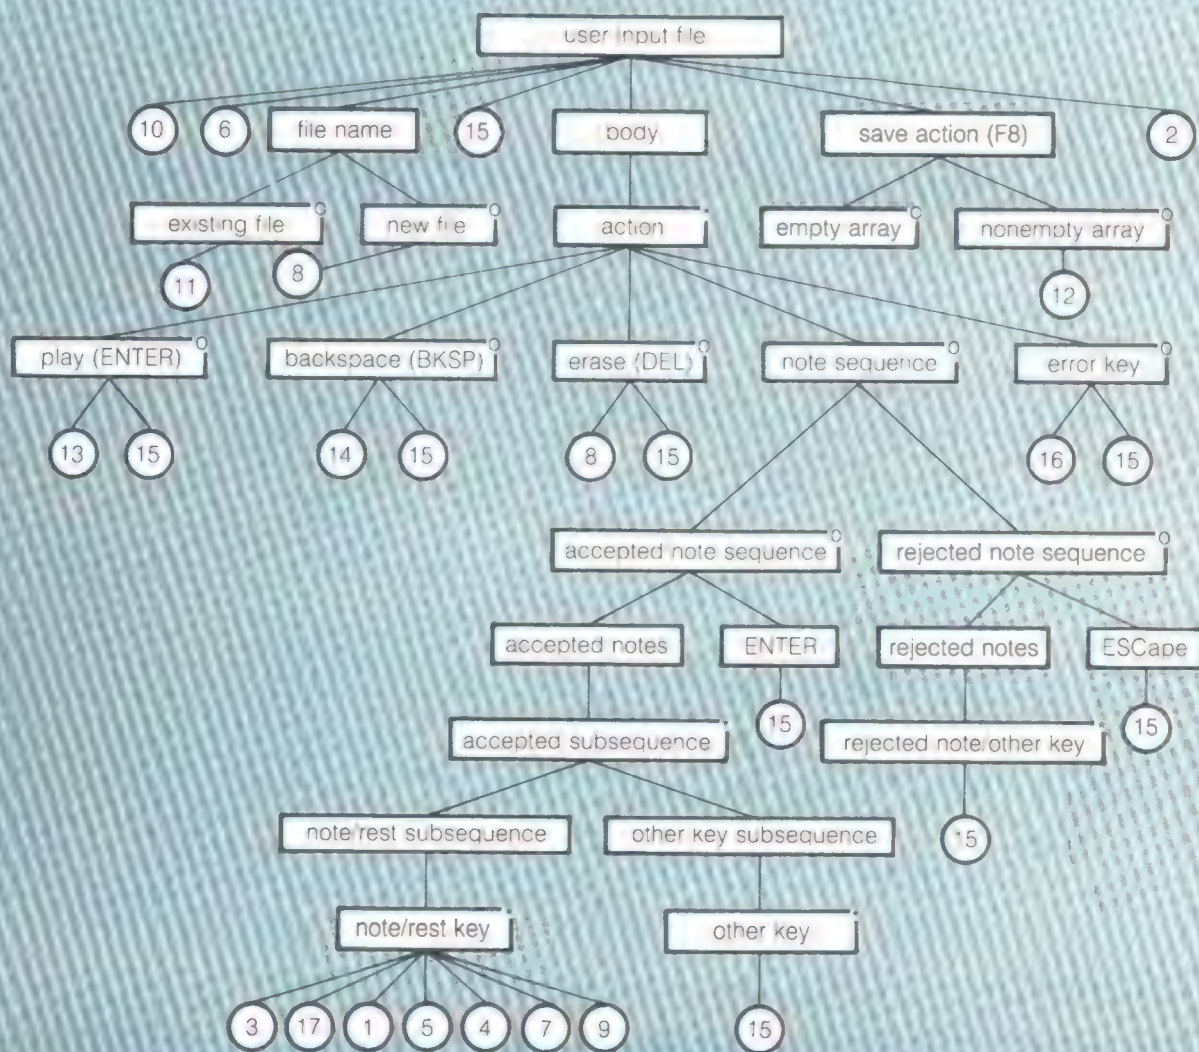 user input file
10
6
file name
15
body
save action (F8)
2
existing file
O
new file
O
action
*
empty array
O
nonempty array
O
11
8
12
play (ENTER)
O
backspace (BKSP)
O
erase (DEL)
O
note sequence
O
error key
O
13
15
14
15
8
15
16
15
accepted note sequence
O
rejected note sequence
O
accepted notes
ENTER
rejected notes
ESCape
15
15
accepted subsequence
*
rejected note/other key
*
note/rest subsequence
other key subsequence
15
note/rest key
*
other key
*
3
17
1
5
4
7
9
15